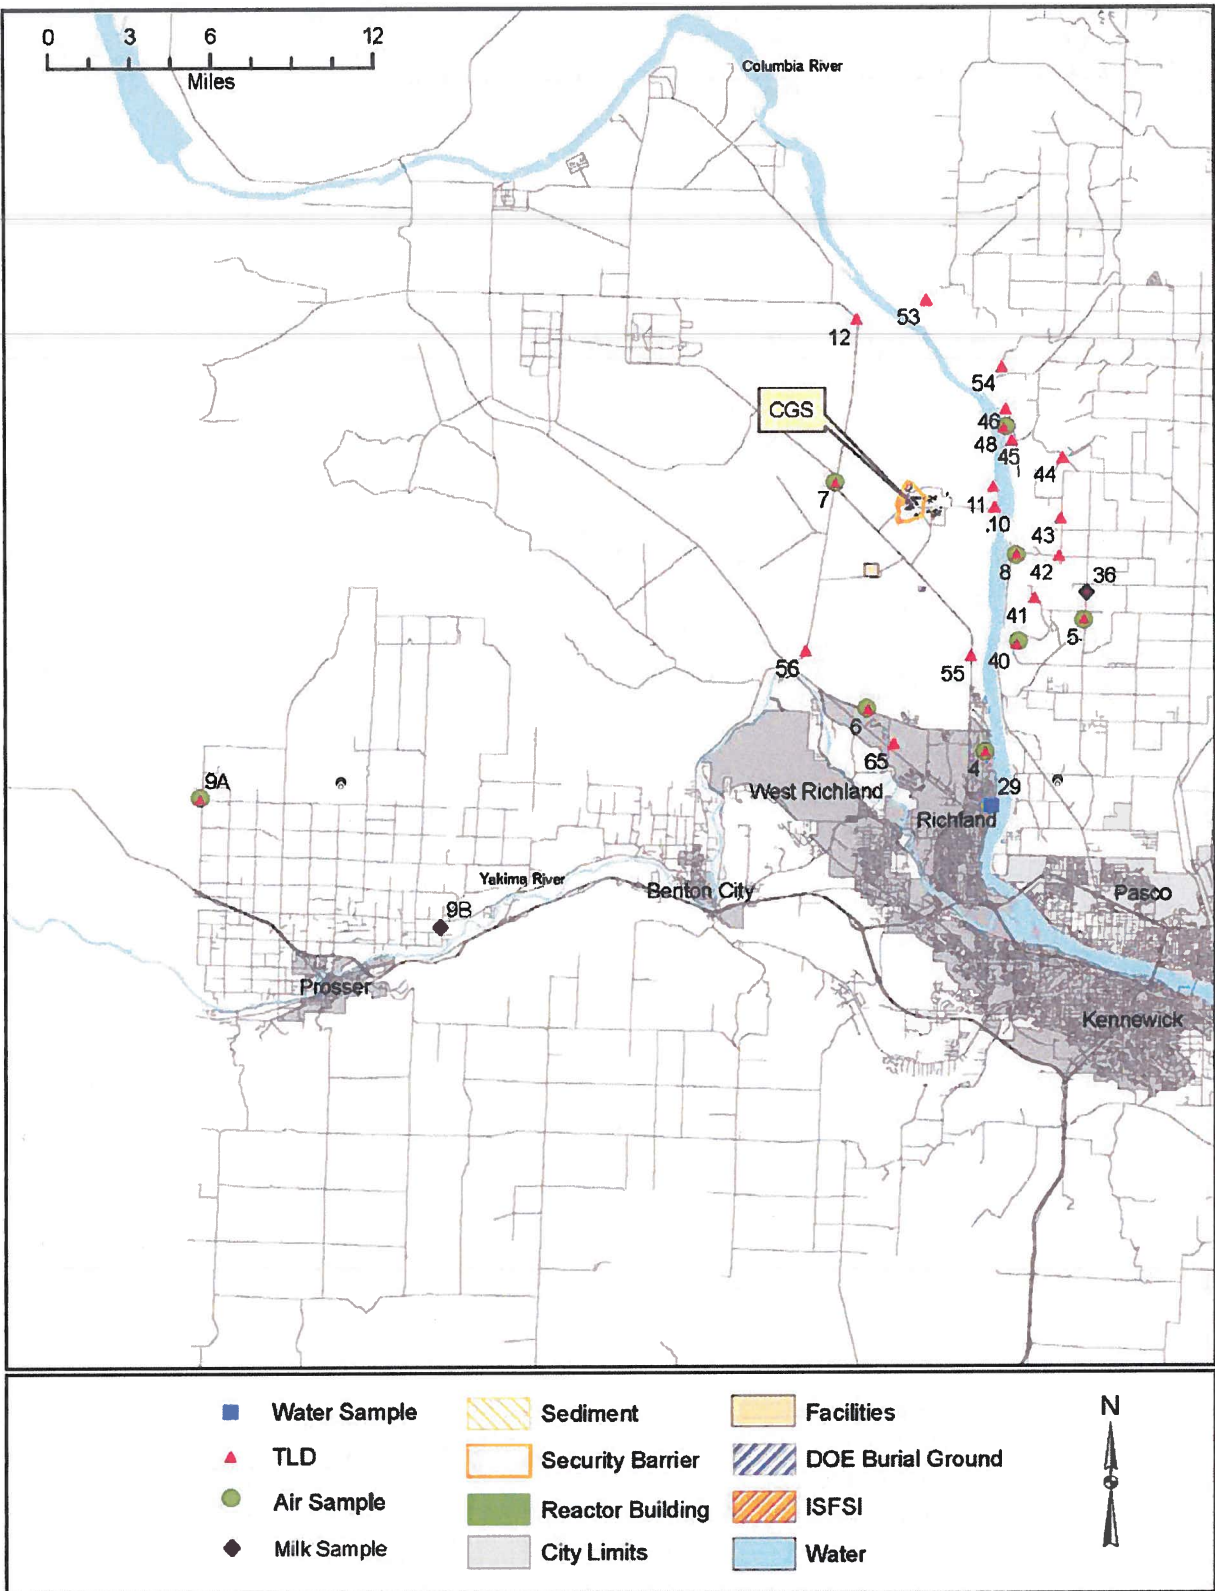 0 3 6 12
Miles
Columbia River
53
12
54
CGS
46
48
45
44
7
11
10
43
8
42
36
41
5
40
56
55
6
65
4
9A
29
West Richland
Richland
Yakima River
Benton City
Pasco
9B
Prosser
Kennewick
Water Sample
TLD
Air Sample
Milk Sample
Sediment
Security Barrier
Reactor Building
City Limits
Facilities
DOE Burial Ground
ISFSI
Water
N